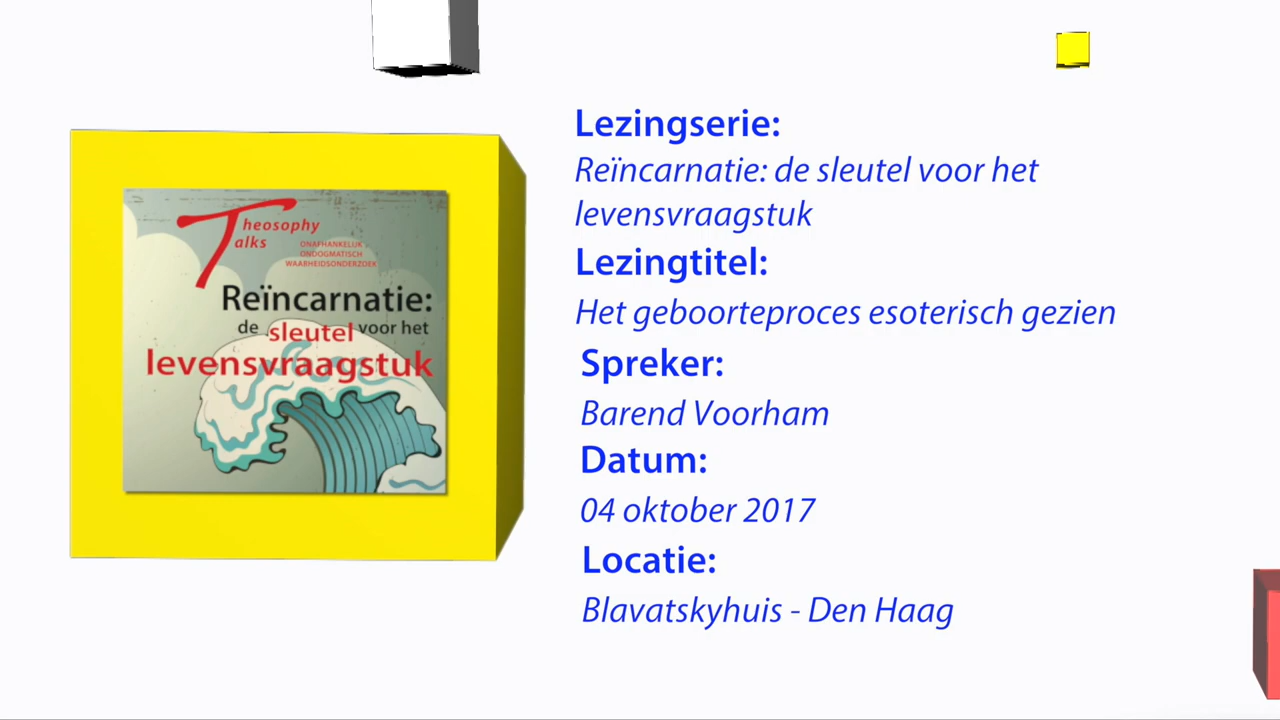 Theosophy
Talks
ONAFHANKELIJK
ONDOGMATISCH
WAARHEIDSONDERZOEK
Reïncarnatie:
de sleutel voor het
levensvraagstuk
Lezingserie:
Reïncarnatie: de sleutel voor het
levensvraagstuk
Lezingtitel:
Het geboorteproces esoterisch gezien
Spreker:
Barend Voorham
Datum:
04 oktober 2017
Locatie:
Blavatskyhuis - Den Haag